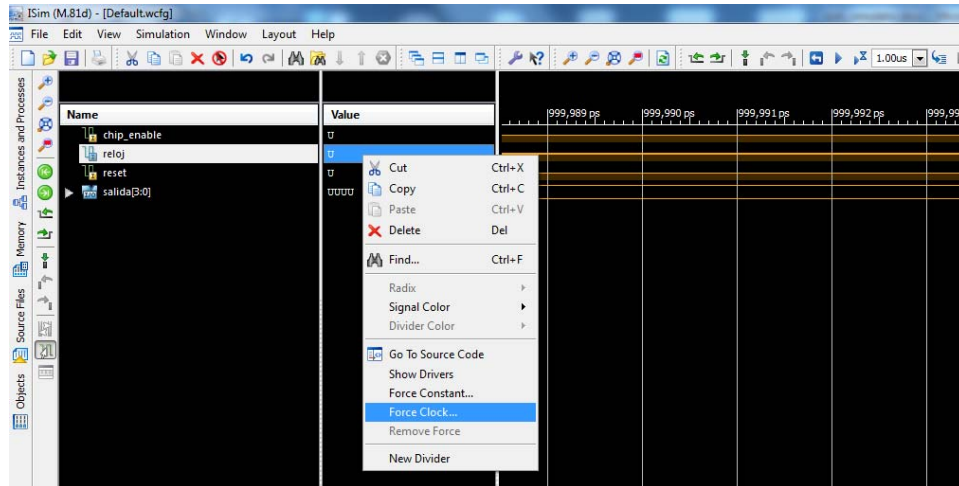 ISim (M.81d) - [Default.wcfg]
File Edit View Simulation Window Layout Help
1.00us
Name Value
999,989 ps 999,990 ps 999,991 ps 999,992 ps 999,99
chip_enable U
reloj U
reset U
salida[3:0] UUUU
Cut Ctrl+X
Copy Ctrl+C
Paste Ctrl+V
Delete Del
Find... Ctrl+F
Radix
Signal Color
Divider Color
Go To Source Code
Show Drivers
Force Constant...
Force Clock...
Remove Force
New Divider
Instances and Processes
Memory
Source Files
Objects